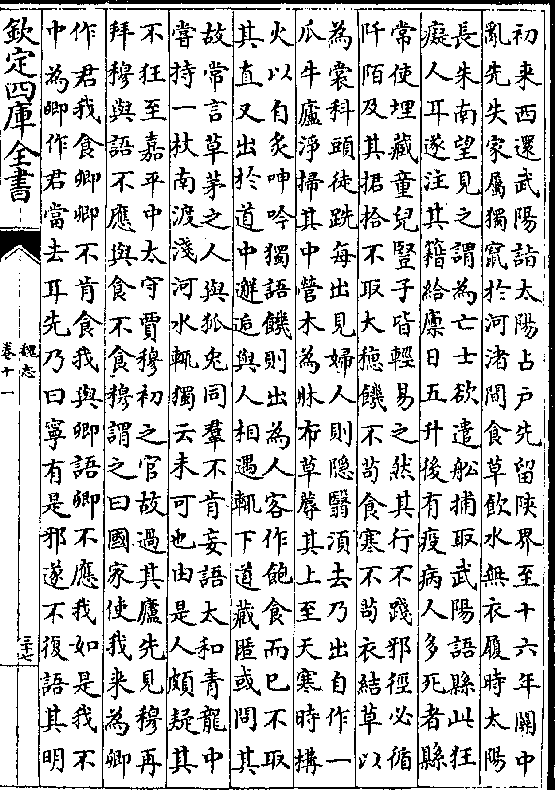 初来西還武陽詣太陽占户先留陜界至十六年闗中
亂先失家屬獨竄於河渚間食草飲水無衣履時太陽
長朱南望見之謂為亡士欲遣船捕取武陽語縣此狂
癡人耳遂注其籍給廩日五升後有疫病人多死者縣
常使埋藏童兒豎子皆輕易之然其行不踐邪徑必循
阡陌及其捃拾不取大穗饑不茍食寒不茍衣結草以
為裳科頭徒跣每出見婦人則隱翳湏去乃出自作一
瓜牛廬淨掃其中營木為牀布草蓐其上至天寒時構
火以自炙呻吟獨語饑則出為人客作飽食而已不取
其直又出於道中邂逅與人相遇輒下道藏匿或問其
故常言草茅之人與狐兔同羣不肯妄語太和青龍中
嘗持一杖南渡淺河水輒獨云未可也由是人頗疑其
不狂至嘉平中太守賈穆初之官故過其廬先見穆再
拜穆與語不應與食不食穆謂之曰國家使我来為卿
作君我食卿卿不肯食我與卿語卿不應我如是我不
中為卿作君當去耳先乃曰寧有是邪遂不復語其明
欽定四庫全書
魏志
卷十一
三十七